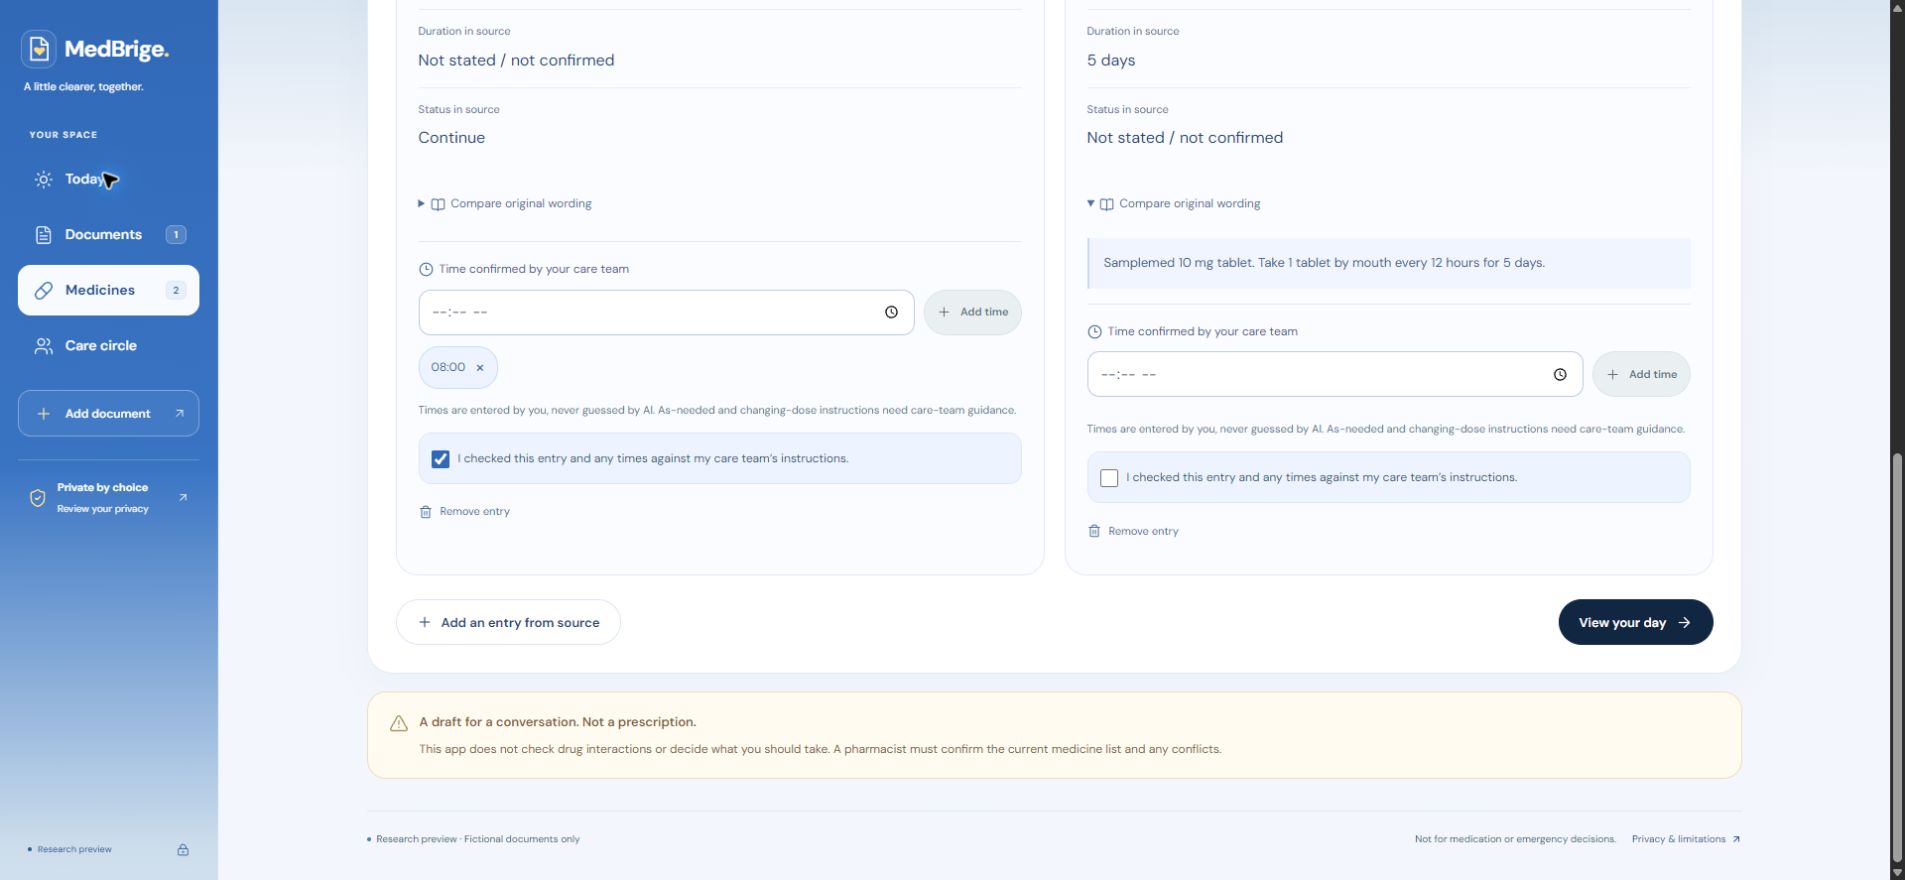 MedBrige.
A little clearer, together.
YOUR SPACE
Today
Documents 1
Medicines 2
Care circle
Add document
Private by choice
Review your privacy
Research preview
Duration in source
Not stated / not confirmed
Status in source
Continue
Compare original wording
Time confirmed by your care team
--:-- --
Add time
08:00 ×
Times are entered by you, never guessed by AI. As-needed and changing-dose instructions need care-team guidance.
I checked this entry and any times against my care team's instructions.
Remove entry
Duration in source
5 days
Status in source
Not stated / not confirmed
Compare original wording
Samplemed 10 mg tablet. Take 1 tablet by mouth every 12 hours for 5 days.
Time confirmed by your care team
--:-- --
Add time
Times are entered by you, never guessed by AI. As-needed and changing-dose instructions need care-team guidance.
I checked this entry and any times against my care team's instructions.
Remove entry
Add an entry from source
View your day
A draft for a conversation. Not a prescription.
This app does not check drug interactions or decide what you should take. A pharmacist must confirm the current medicine list and any conflicts.
Research preview · Fictional documents only
Not for medication or emergency decisions. Privacy & limitations